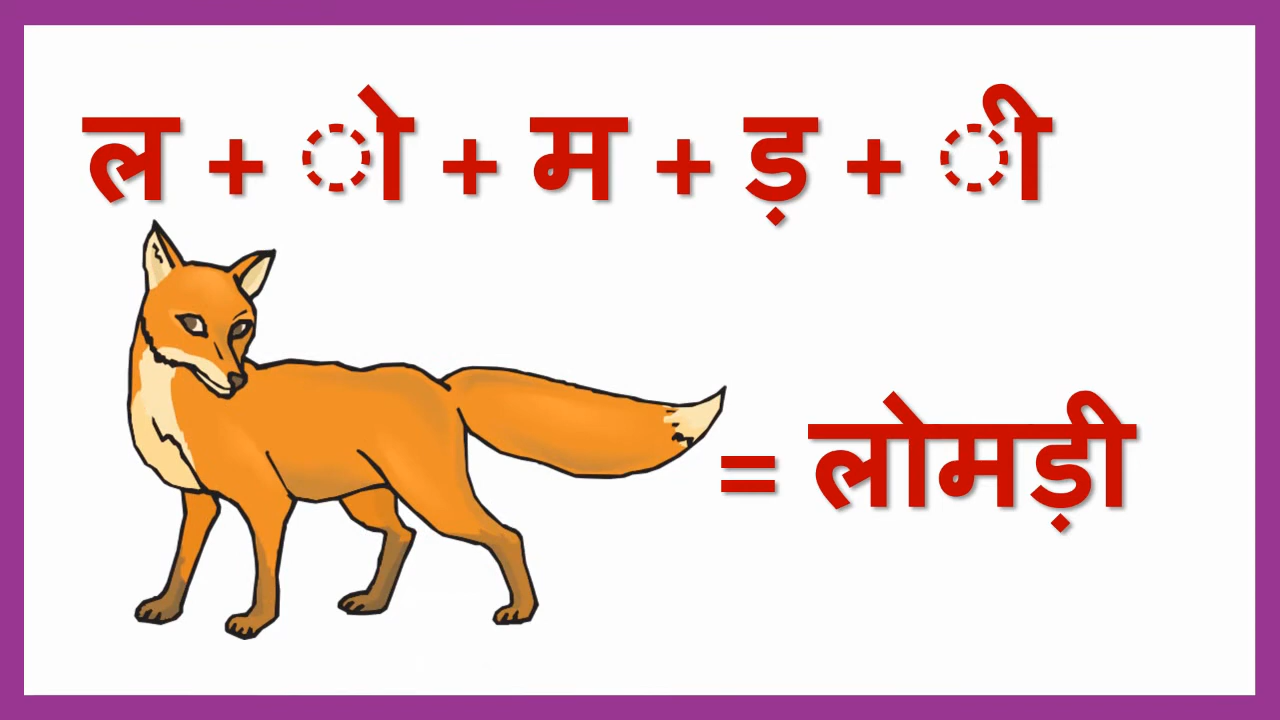 ल + ो + म + ड़ + ी
= लोमड़ी